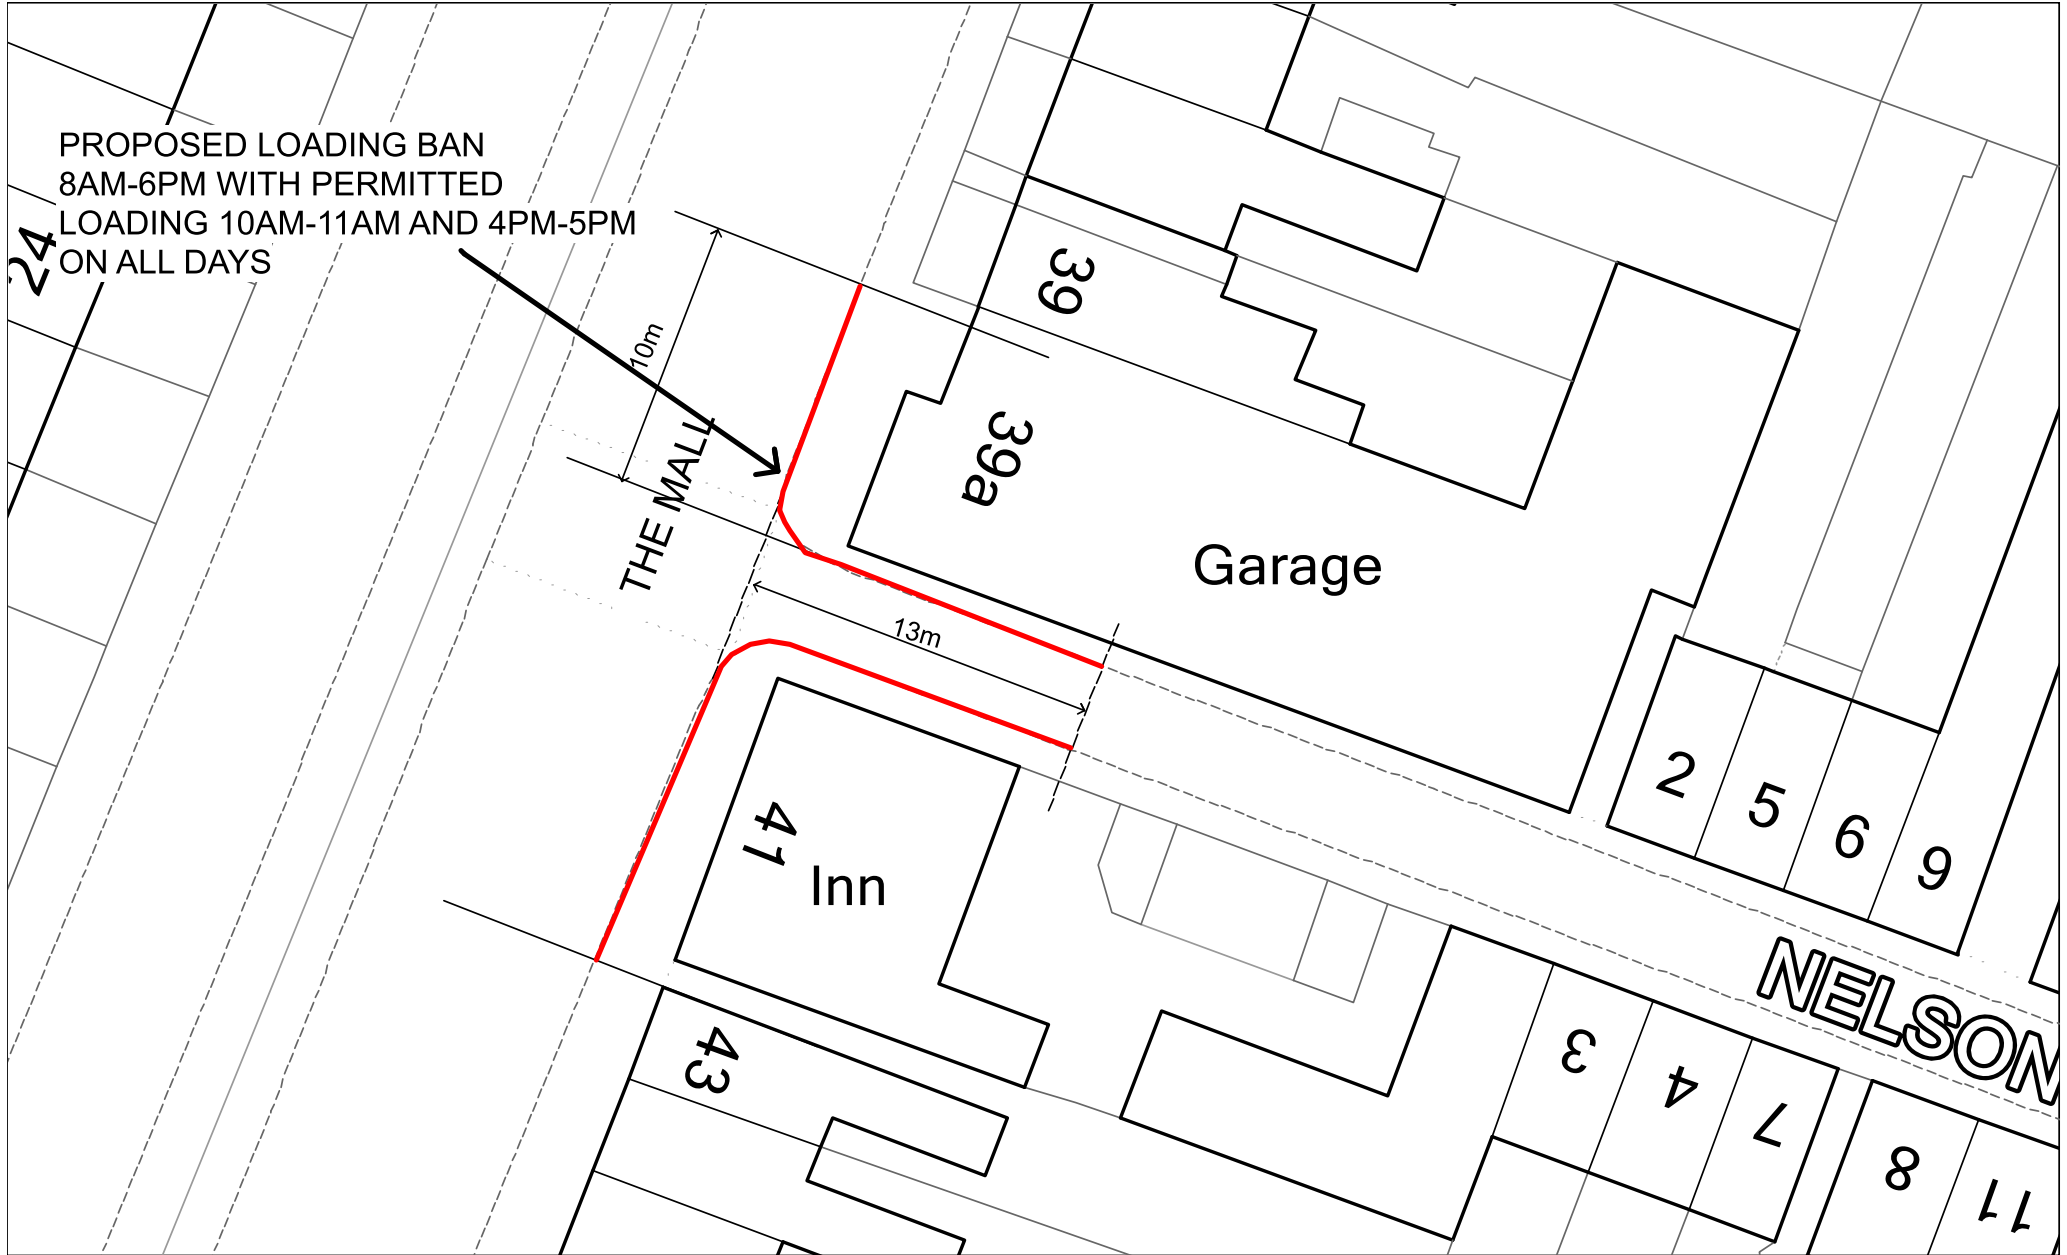 PROPOSED LOADING BAN
8AM-6PM WITH PERMITTED
LOADING 10AM-11AM AND 4PM-5PM
ON ALL DAYS
24
39
10m
39a
THE MALL
Garage
13m
2
5
6
9
41
Inn
NELSON
43
3
4
7
8
11